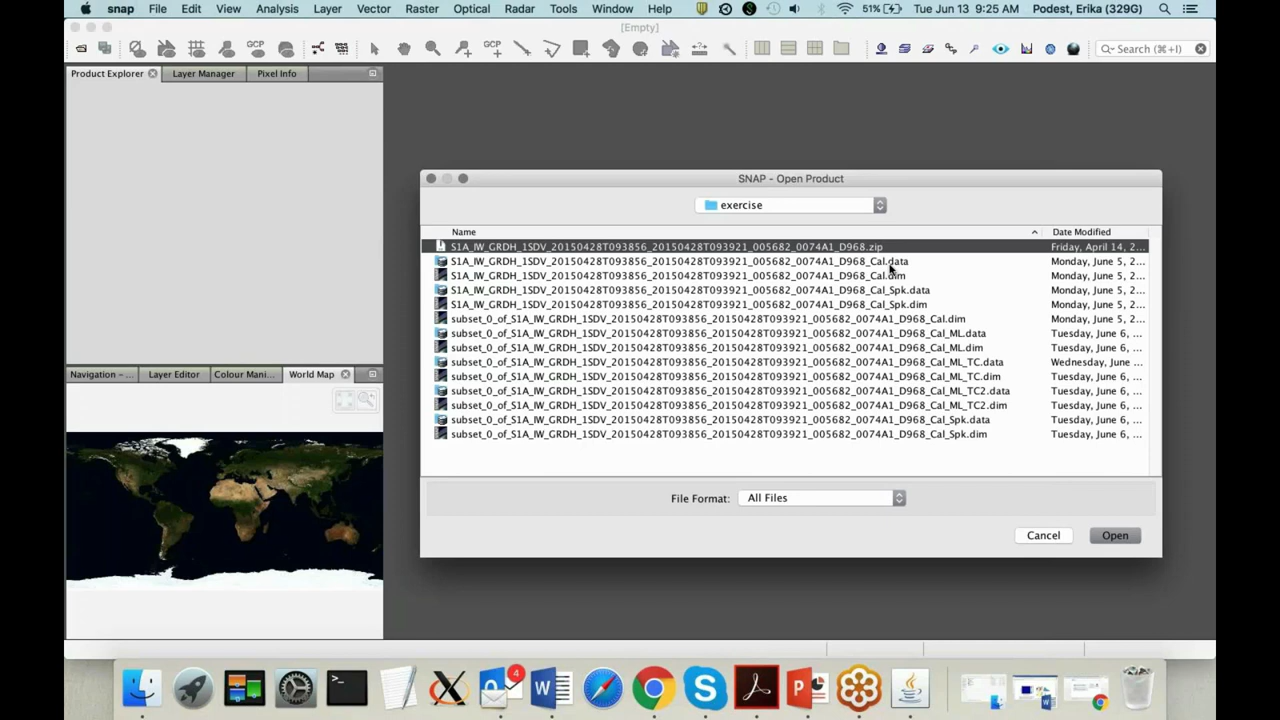 snap File Edit View Analysis Layer Vector Raster Optical Radar Tools Window Help 51% Tue Jun 13 9:25 AM Podest, Erika (329G)
[Empty]
GCP GCP Search (⌘+I)
Product Explorer Layer Manager Pixel Info
SNAP - Open Product
exercise
Name Date Modified
S1A_IW_GRDH_1SDV_20150428T093856_20150428T093921_005682_0074A1_D968.zip Friday, April 14, 2...
S1A_IW_GRDH_1SDV_20150428T093856_20150428T093921_005682_0074A1_D968_Cal.data Monday, June 5, 2...
S1A_IW_GRDH_1SDV_20150428T093856_20150428T093921_005682_0074A1_D968_Cal.dim Monday, June 5, 2...
S1A_IW_GRDH_1SDV_20150428T093856_20150428T093921_005682_0074A1_D968_Cal_Spk.data Monday, June 5, 2...
S1A_IW_GRDH_1SDV_20150428T093856_20150428T093921_005682_0074A1_D968_Cal_Spk.dim Monday, June 5, 2...
subset_0_of_S1A_IW_GRDH_1SDV_20150428T093856_20150428T093921_005682_0074A1_D968_Cal.dim Monday, June 5, 2...
subset_0_of_S1A_IW_GRDH_1SDV_20150428T093856_20150428T093921_005682_0074A1_D968_Cal_ML.data Tuesday, June 6, ...
subset_0_of_S1A_IW_GRDH_1SDV_20150428T093856_20150428T093921_005682_0074A1_D968_Cal_ML.dim Tuesday, June 6, ...
subset_0_of_S1A_IW_GRDH_1SDV_20150428T093856_20150428T093921_005682_0074A1_D968_Cal_ML_TC.data Wednesday, June ...
subset_0_of_S1A_IW_GRDH_1SDV_20150428T093856_20150428T093921_005682_0074A1_D968_Cal_ML_TC.dim Tuesday, June 6, ...
subset_0_of_S1A_IW_GRDH_1SDV_20150428T093856_20150428T093921_005682_0074A1_D968_Cal_ML_TC2.data Tuesday, June 6, ...
subset_0_of_S1A_IW_GRDH_1SDV_20150428T093856_20150428T093921_005682_0074A1_D968_Cal_ML_TC2.dim Tuesday, June 6, ...
subset_0_of_S1A_IW_GRDH_1SDV_20150428T093856_20150428T093921_005682_0074A1_D968_Cal_Spk.data Tuesday, June 6, ...
subset_0_of_S1A_IW_GRDH_1SDV_20150428T093856_20150428T093921_005682_0074A1_D968_Cal_Spk.dim Tuesday, June 6, ...
Navigation - ... Layer Editor Colour Mani... World Map
File Format: All Files
Cancel Open
4